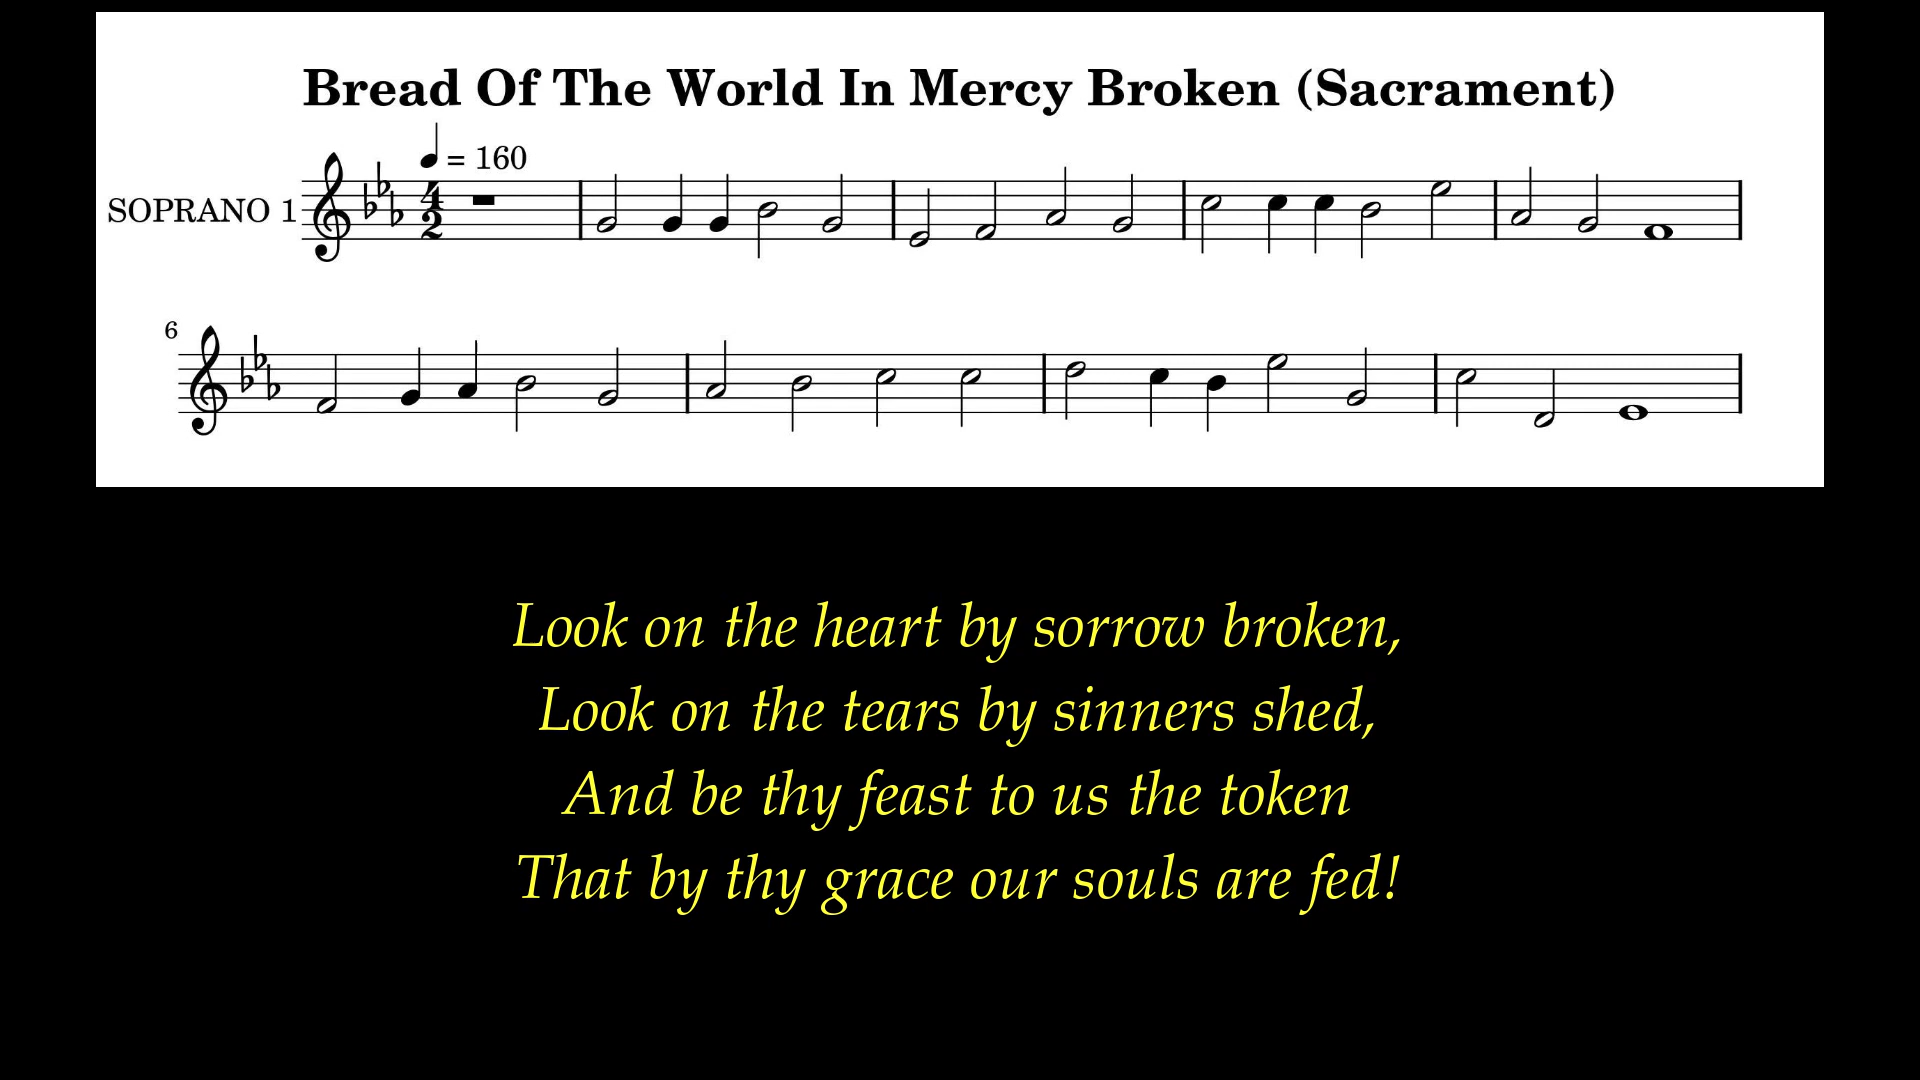 Bread Of The World In Mercy Broken (Sacrament)
= 160
SOPRANO 1
4
2
6
Look on the heart by sorrow broken,
Look on the tears by sinners shed,
And be thy feast to us the token
That by thy grace our souls are fed!